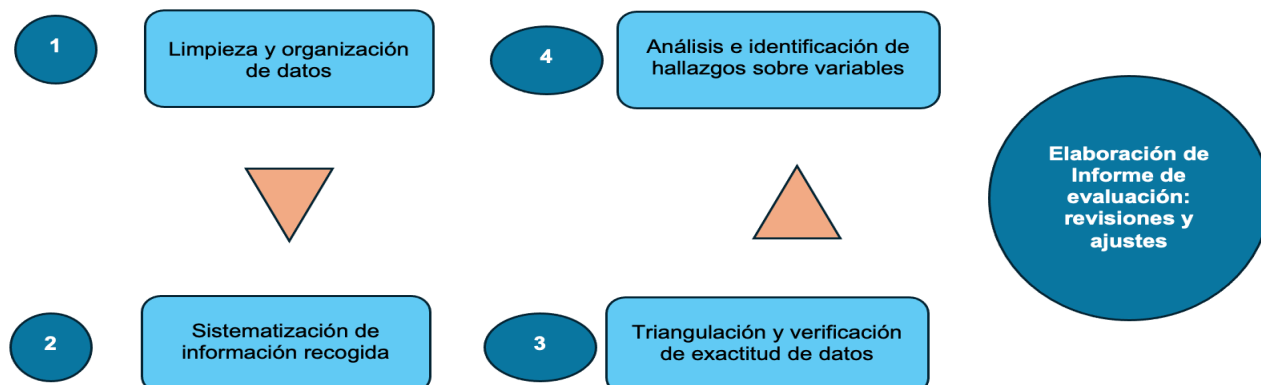 1
Limpieza y organización
de datos
2
Sistematización de
información recogida
3
Triangulación y verificación
de exactitud de datos
4
Análisis e identificación de
hallazgos sobre variables
Elaboración de
Informe de
evaluación:
revisiones y
ajustes